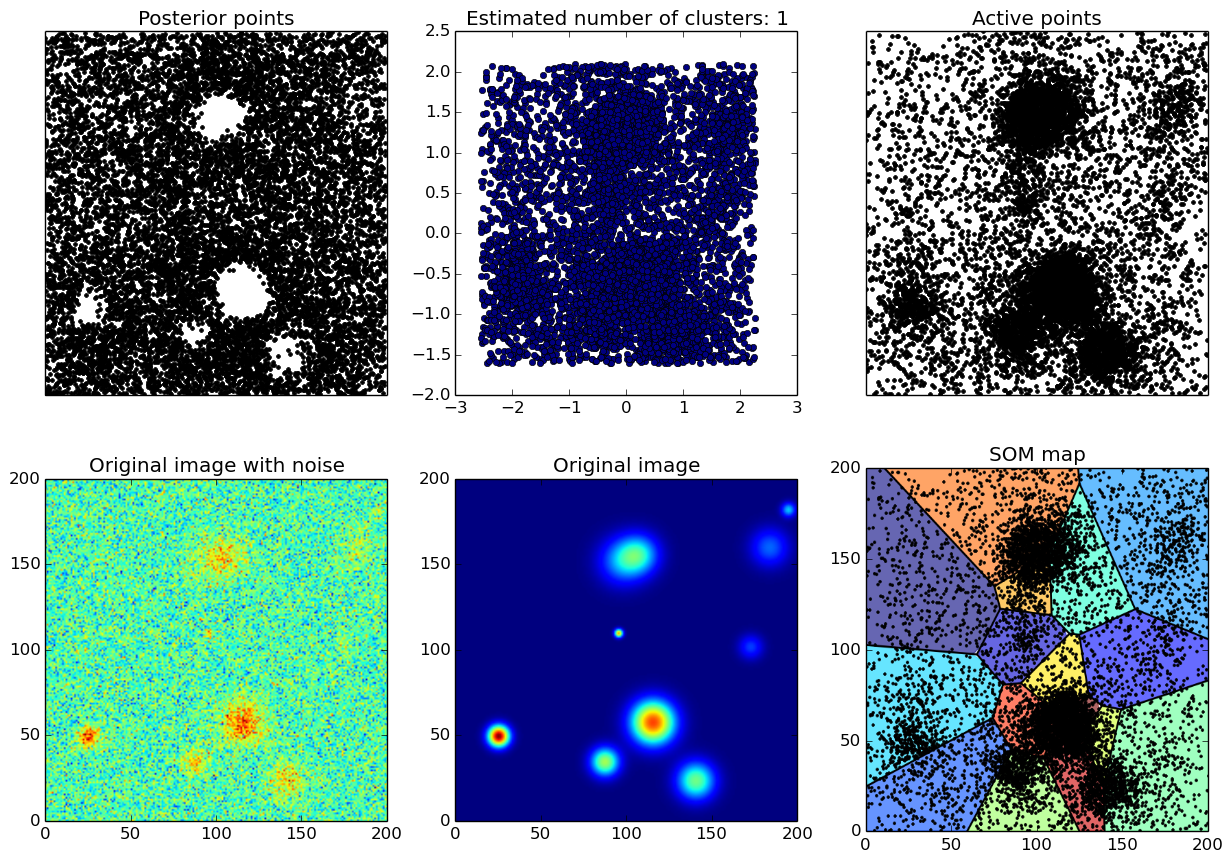 Posterior points
Estimated number of clusters: 1
Active points
2.5
2.0
1.5
1.0
0.5
0.0
−0.5
−1.0
−1.5
−2.0
−3 −2 −1 0 1 2 3
Original image with noise
Original image
SOM map
200
150
100
50
0
0 50 100 150 200
200
150
100
50
0
0 50 100 150 200
200
150
100
50
0
0 50 100 150 200